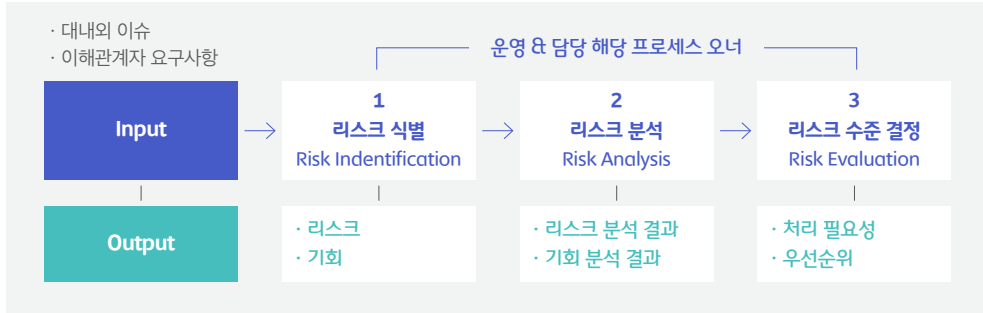 · 대내외 이슈
· 이해관계자 요구사항
운영 & 담당 해당 프로세스 오너
Input
1
리스크 식별
Risk Indentification
2
리스크 분석
Risk Analysis
3
리스크 수준 결정
Risk Evaluation
Output
· 리스크
· 기회
· 리스크 분석 결과
· 기회 분석 결과
· 처리 필요성
· 우선순위